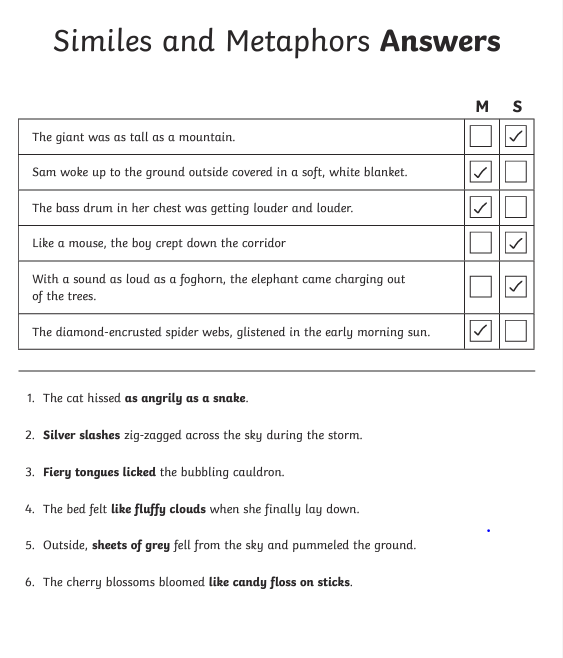 Similes and Metaphors Answers
M S
The giant was as tall as a mountain.
Sam woke up to the ground outside covered in a soft, white blanket.
The bass drum in her chest was getting louder and louder.
Like a mouse, the boy crept down the corridor
With a sound as loud as a foghorn, the elephant came charging out
of the trees.
The diamond-encrusted spider webs, glistened in the early morning sun.
1. The cat hissed as angrily as a snake.
2. Silver slashes zig-zagged across the sky during the storm.
3. Fiery tongues licked the bubbling cauldron.
4. The bed felt like fluffy clouds when she finally lay down.
5. Outside, sheets of grey fell from the sky and pummeled the ground.
6. The cherry blossoms bloomed like candy floss on sticks.